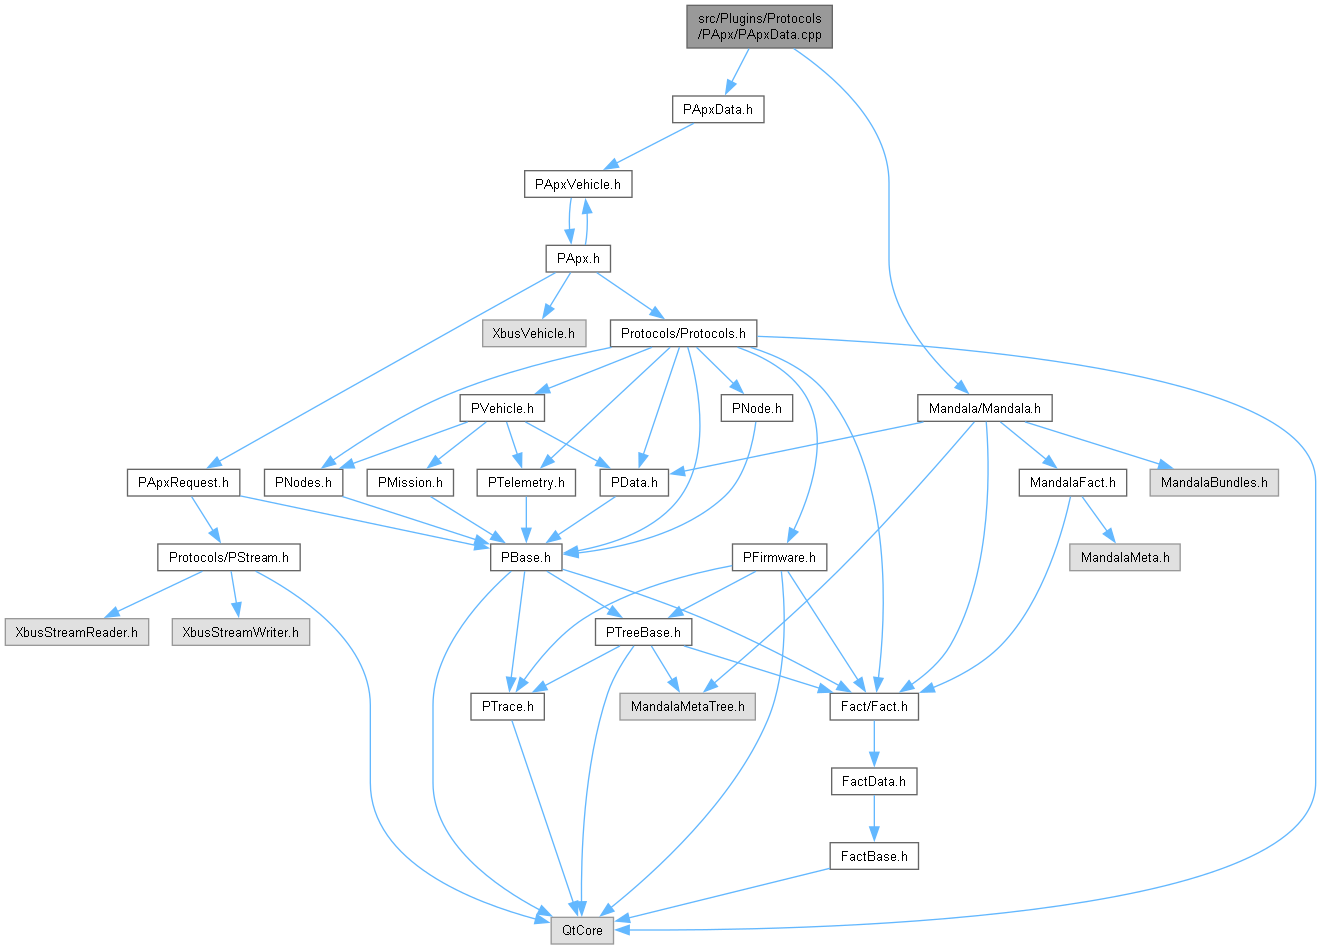 src/Plugins/Protocols
/PApx/PApxData.cpp
PApxData.h
PApxVehicle.h
PApx.h
XbusVehicle.h
Protocols/Protocols.h
PVehicle.h
PNode.h
Mandala/Mandala.h
PApxRequest.h
PNodes.h
PMission.h
PTelemetry.h
PData.h
MandalaFact.h
MandalaBundles.h
Protocols/PStream.h
PBase.h
PFirmware.h
MandalaMeta.h
XbusStreamReader.h
XbusStreamWriter.h
PTreeBase.h
PTrace.h
MandalaMetaTree.h
Fact/Fact.h
FactData.h
FactBase.h
QtCore